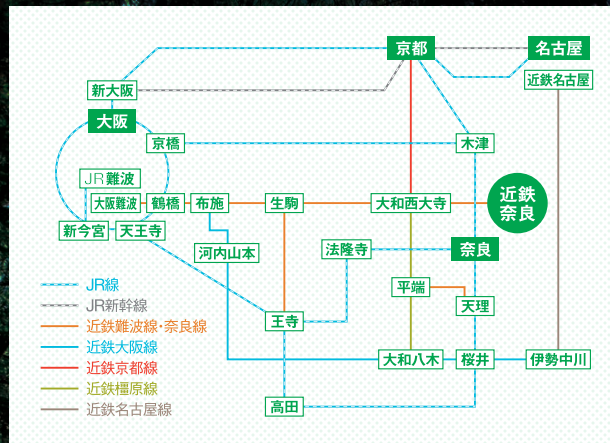 京都
名古屋
新大阪
近鉄名古屋
大阪
京橋
木津
JR難波
大阪難波
鶴橋
布施
生駒
大和西大寺
近鉄
奈良
新今宮
天王寺
河内山本
法隆寺
奈良
平端
天理
王寺
大和八木
桜井
伊勢中川
高田
JR線
JR新幹線
近鉄難波線・奈良線
近鉄大阪線
近鉄京都線
近鉄橿原線
近鉄名古屋線